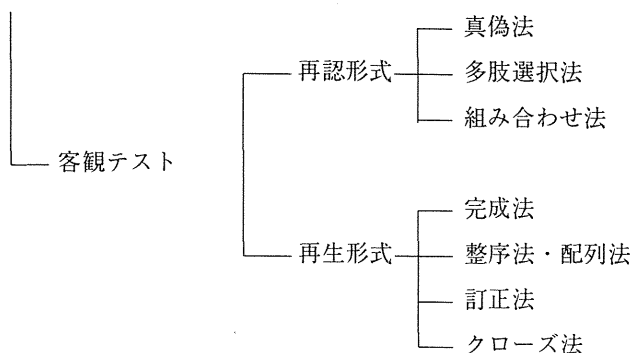 真偽法
再認形式
多肢選択法
組み合わせ法
客観テスト
完成法
再生形式
整序法・配列法
訂正法
クローズ法